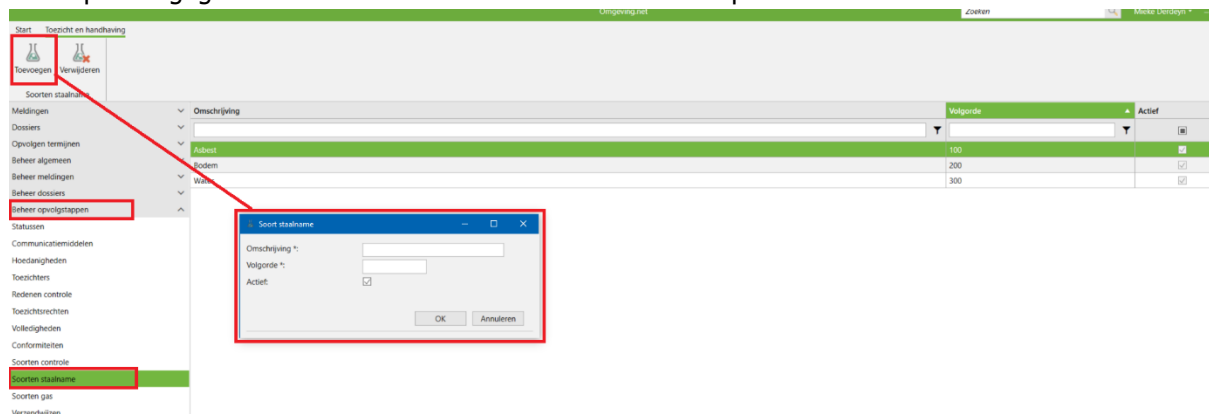 Omgeving.net Zoeken Mieke Derdeyn
Start Toezicht en handhaving
Toevoegen Verwijderen
Soorten staalname
Meldingen
Dossiers
Opvolgen termijnen
Beheer algemeen
Beheer meldingen
Beheer dossiers
Beheer opvolgstappen
Statussen
Communicatiemiddelen
Hoedanigheden
Toezichters
Redenen controle
Toezichtsrechten
Volledigheden
Conformiteiten
Soorten controle
Soorten staalname
Soorten gas
Verzendwijzen
Omschrijving Volgorde Actief
Asbest 100
Bodem 200
Water 300
Soort staalname
Omschrijving *:
Volgorde *:
Actief:
OK Annuleren